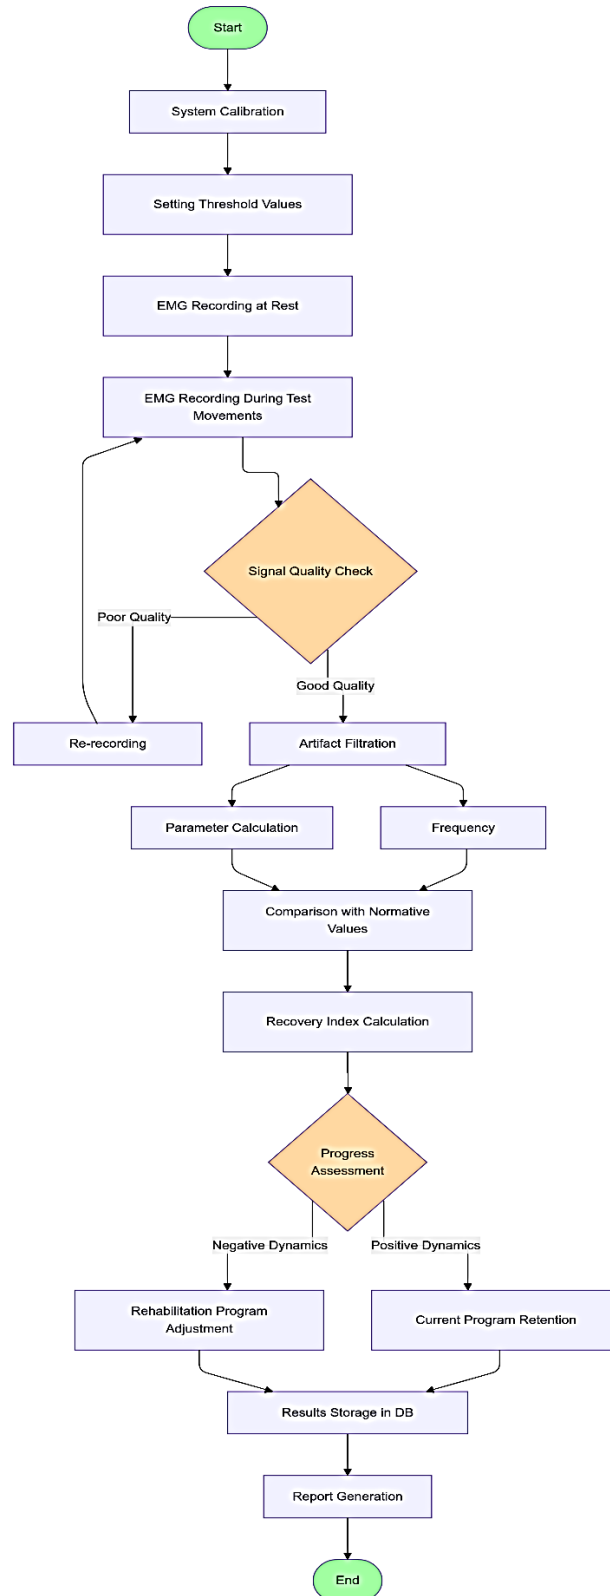 Start
System Calibration
Setting Threshold Values
EMG Recording at Rest
EMG Recording During Test
Movements
Signal Quality Check
Poor Quality
Good Quality
Re-recording
Artifact Filtration
Parameter Calculation
Frequency
Comparison with Normative
Values
Recovery Index Calculation
Progress
Assessment
Negative Dynamics
Positive Dynamics
Rehabilitation Program
Adjustment
Current Program Retention
Results Storage in DB
Report Generation
End